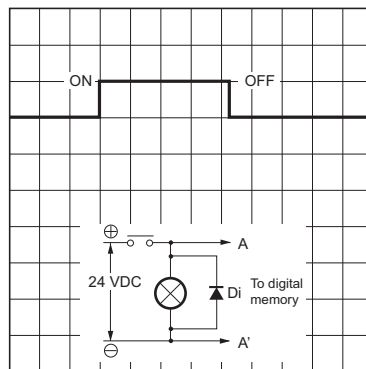 ON OFF
A
24 VDC
Di
To digital
memory
A'